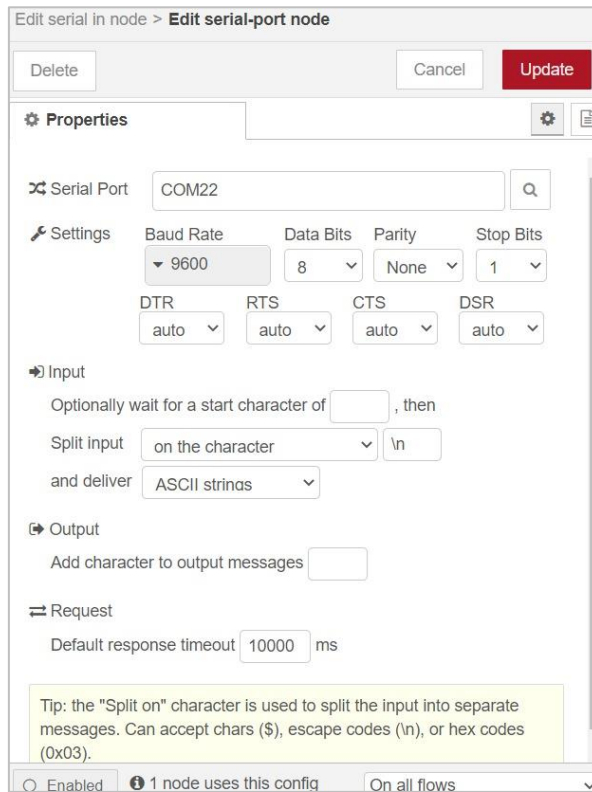 Edit serial in node > Edit serial-port node
Delete Cancel Update
Properties
Serial Port COM22
Settings Baud Rate Data Bits Parity Stop Bits
9600 8 None 1
DTR RTS CTS DSR
auto auto auto auto
Input
Optionally wait for a start character of , then
Split input on the character \n
and deliver ASCII strings
Output
Add character to output messages
Request
Default response timeout 10000 ms
Tip: the "Split on" character is used to split the input into separate
messages. Can accept chars ($), escape codes (\n), or hex codes
(0x03).
Enabled 1 node uses this config On all flows